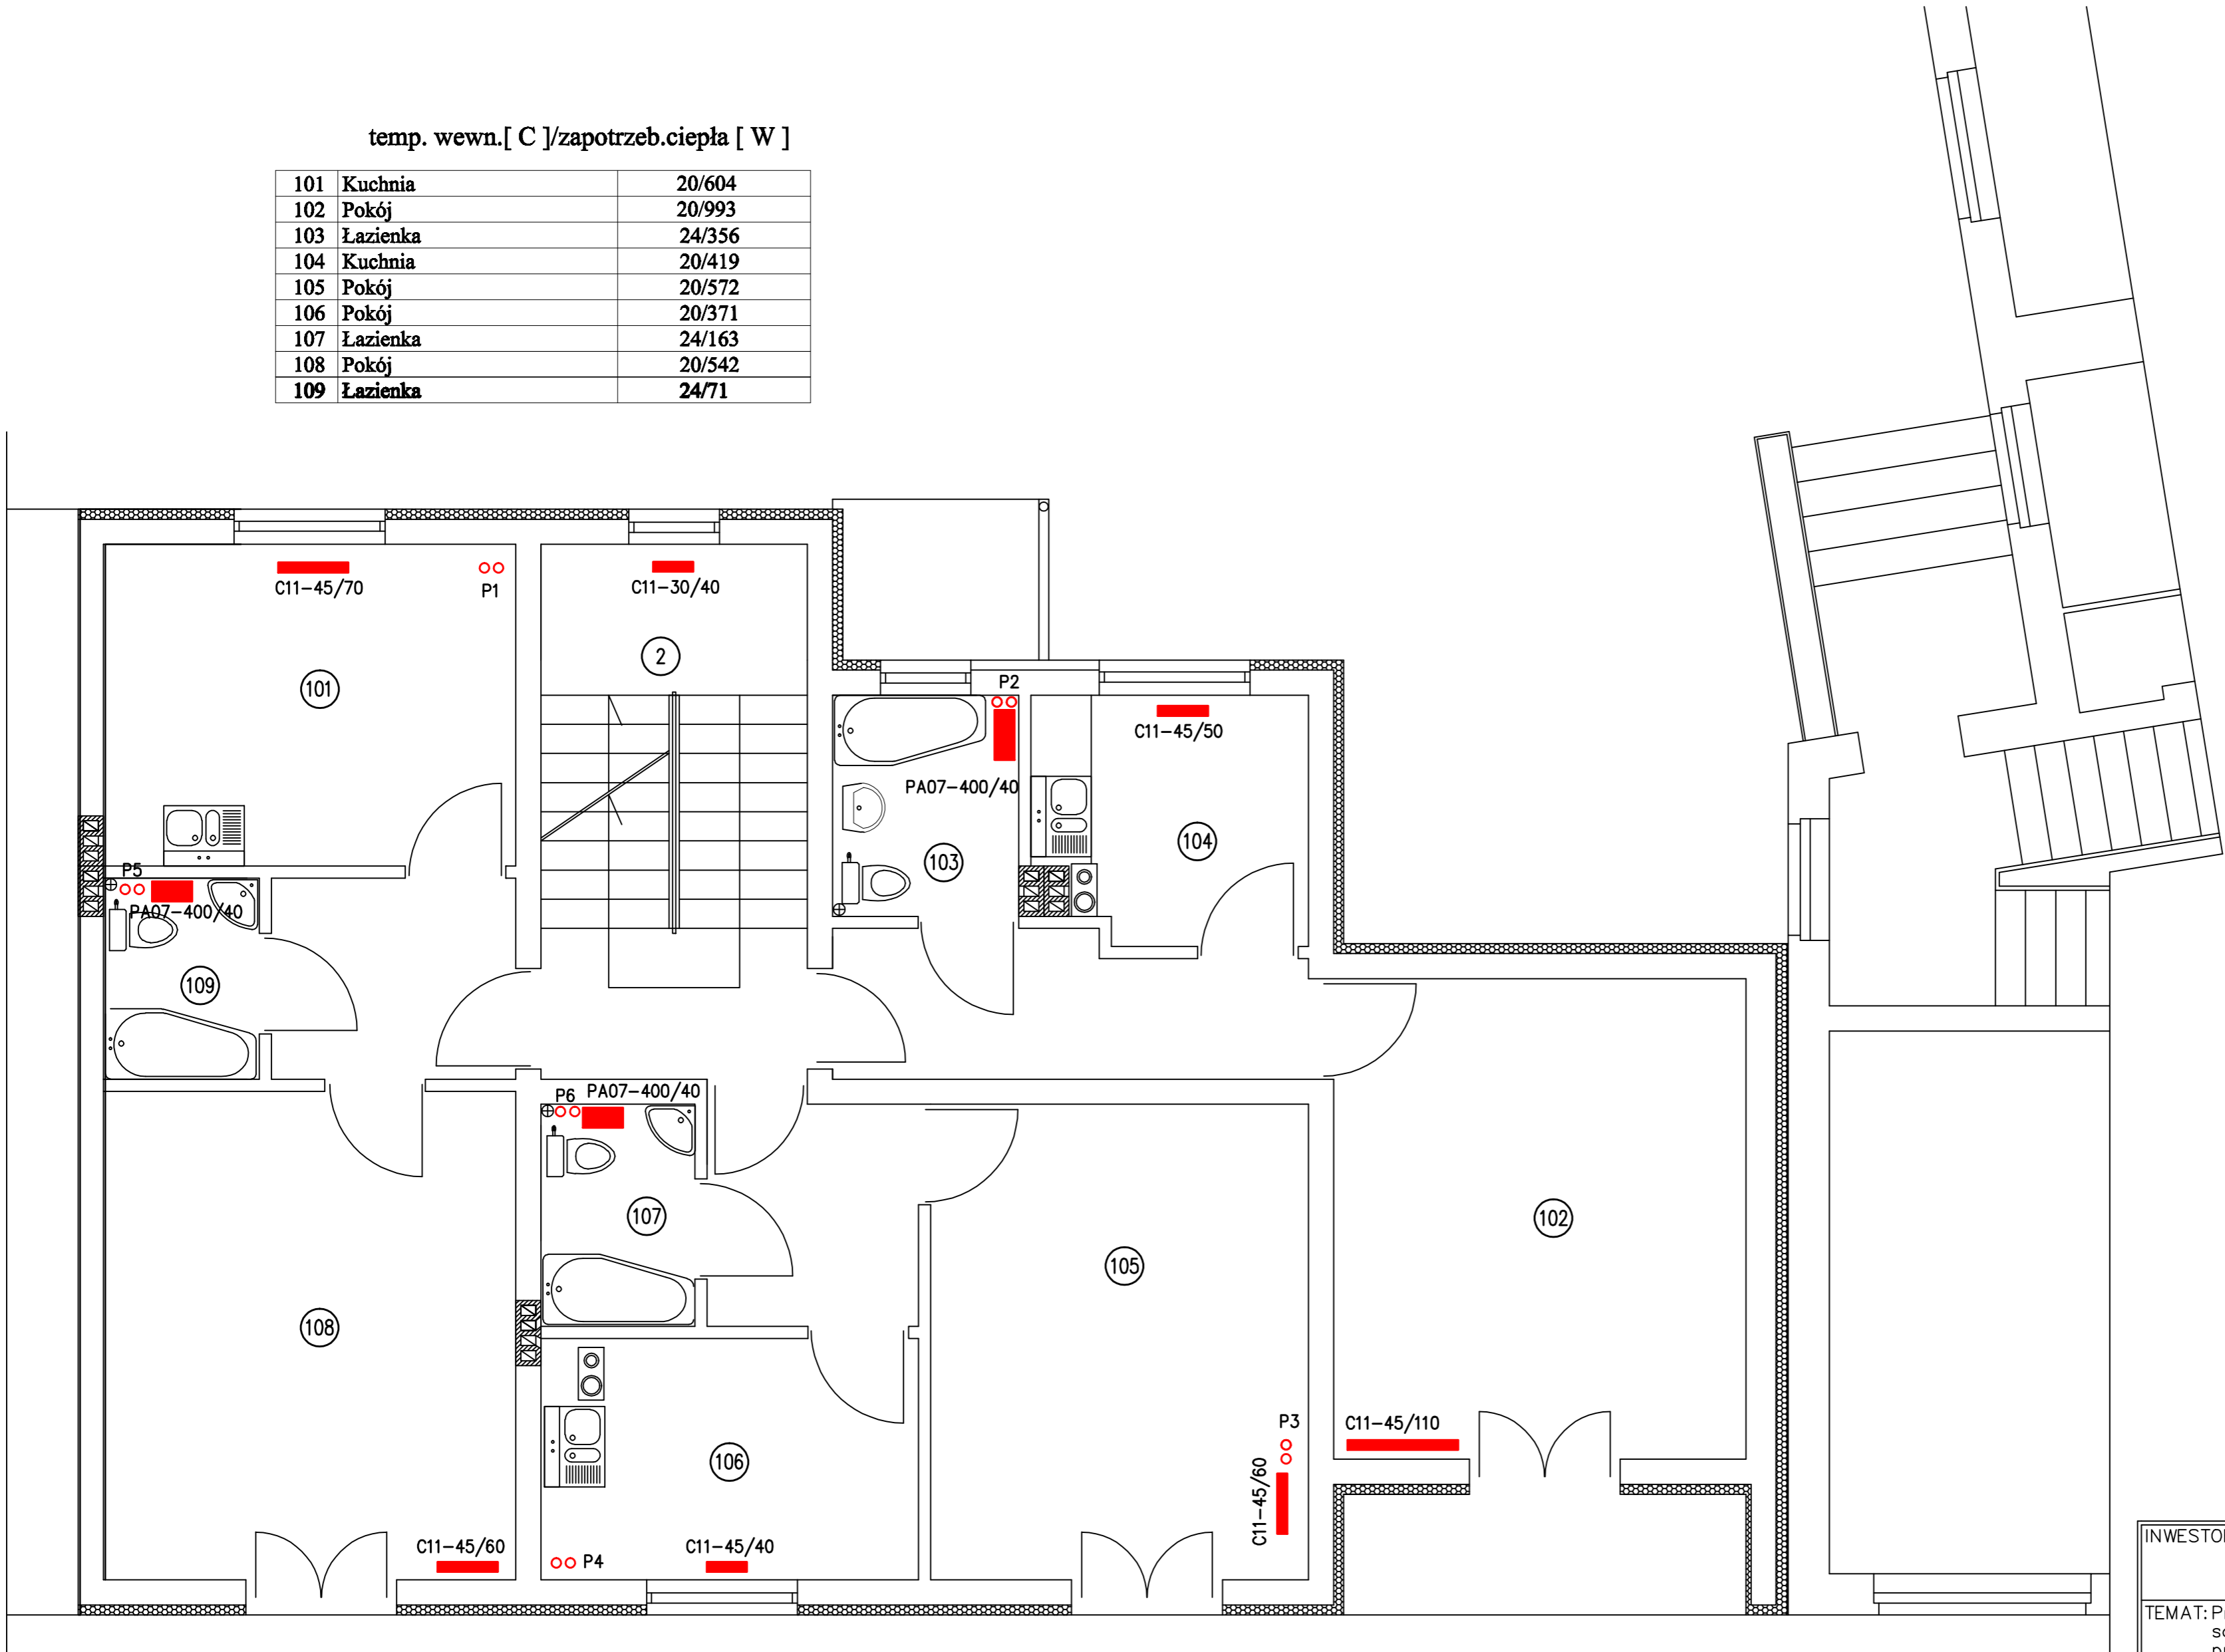 temp. wewn.[ C ]/zapotrzeb.ciepła [ W ]
101 Kuchnia 20/604
102 Pokój 20/993
103 Łazienka 24/356
104 Kuchnia 20/419
105 Pokój 20/572
106 Pokój 20/371
107 Łazienka 24/163
108 Pokój 20/542
109 Łazienka 24/71
C11-45/70
P1
C11-30/40
2
101
P2
C11-45/50
PA07-400/40
104
103
P5
PA07-400/40
109
P6 PA07-400/40
107
102
105
108
P3
C11-45/110
106
C11-45/60
C11-45/60
P4
C11-45/40
INWESTO
TEMAT: